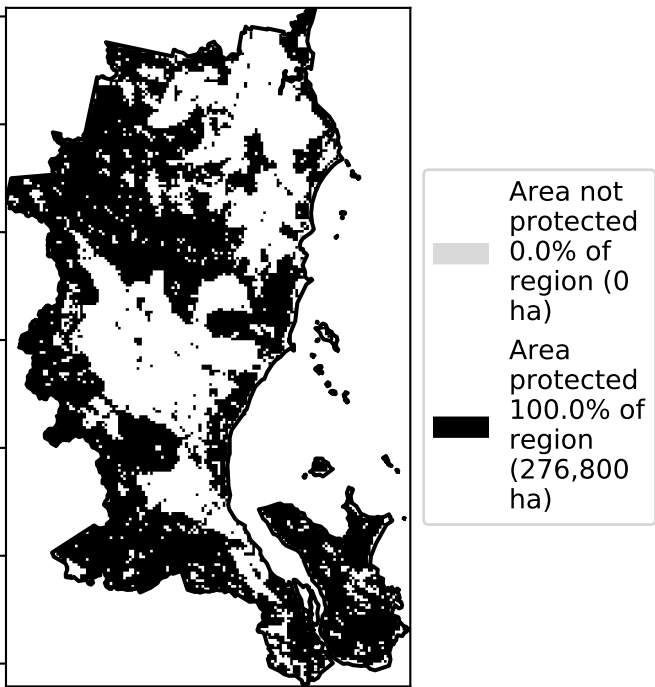 Area not
protected
0.0% of
region (0
ha)
Area
protected
100.0% of
region
(276,800
ha)